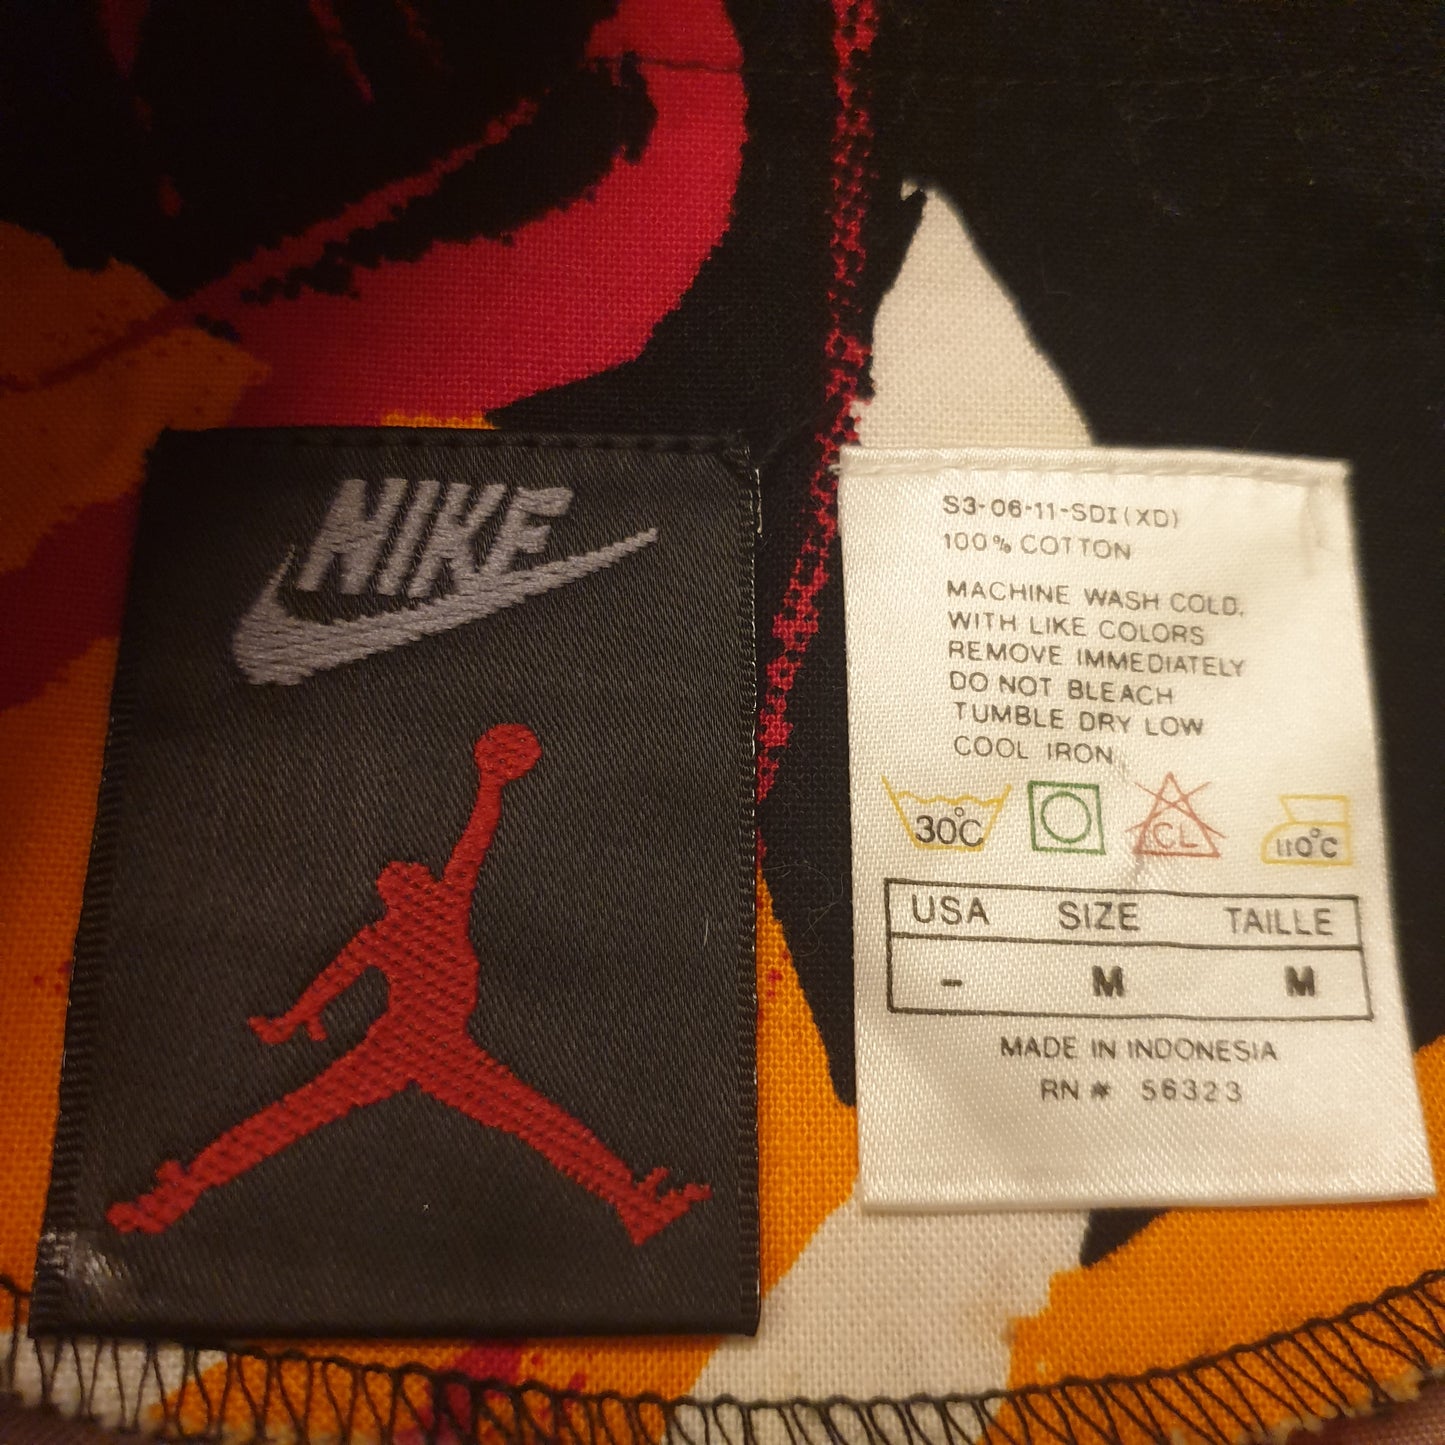 NIKE
S3-06-11-SDI(XD)
100% COTTON
MACHINE WASH COLD.
WITH LIKE COLORS
REMOVE IMMEDIATELY
DO NOT BLEACH
TUMBLE DRY LOW
COOL IRON
30°C CL 110°C
USA SIZE TAILLE
- M M
MADE IN INDONESIA
RN # 56323